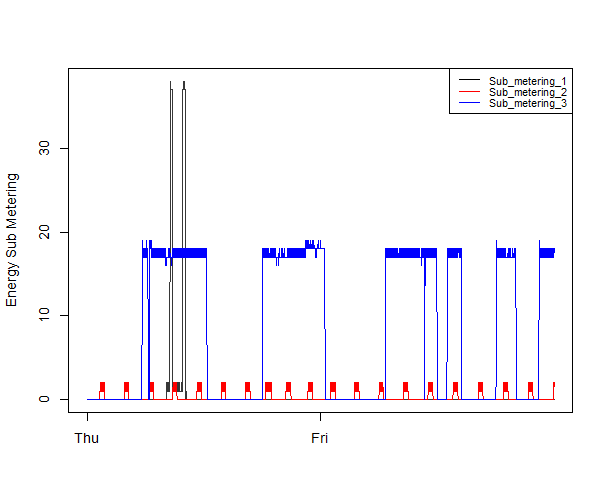 Sub_metering_1
Sub_metering_2
Sub_metering_3
Energy Sub Metering
30
20
10
0
Thu Fri